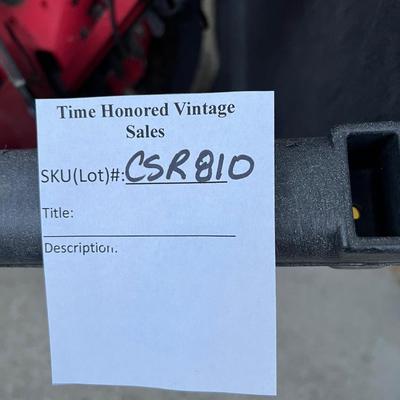 Time Honored Vintage
Sales
SKU(Lot)#: CSR810
Title:
Description: